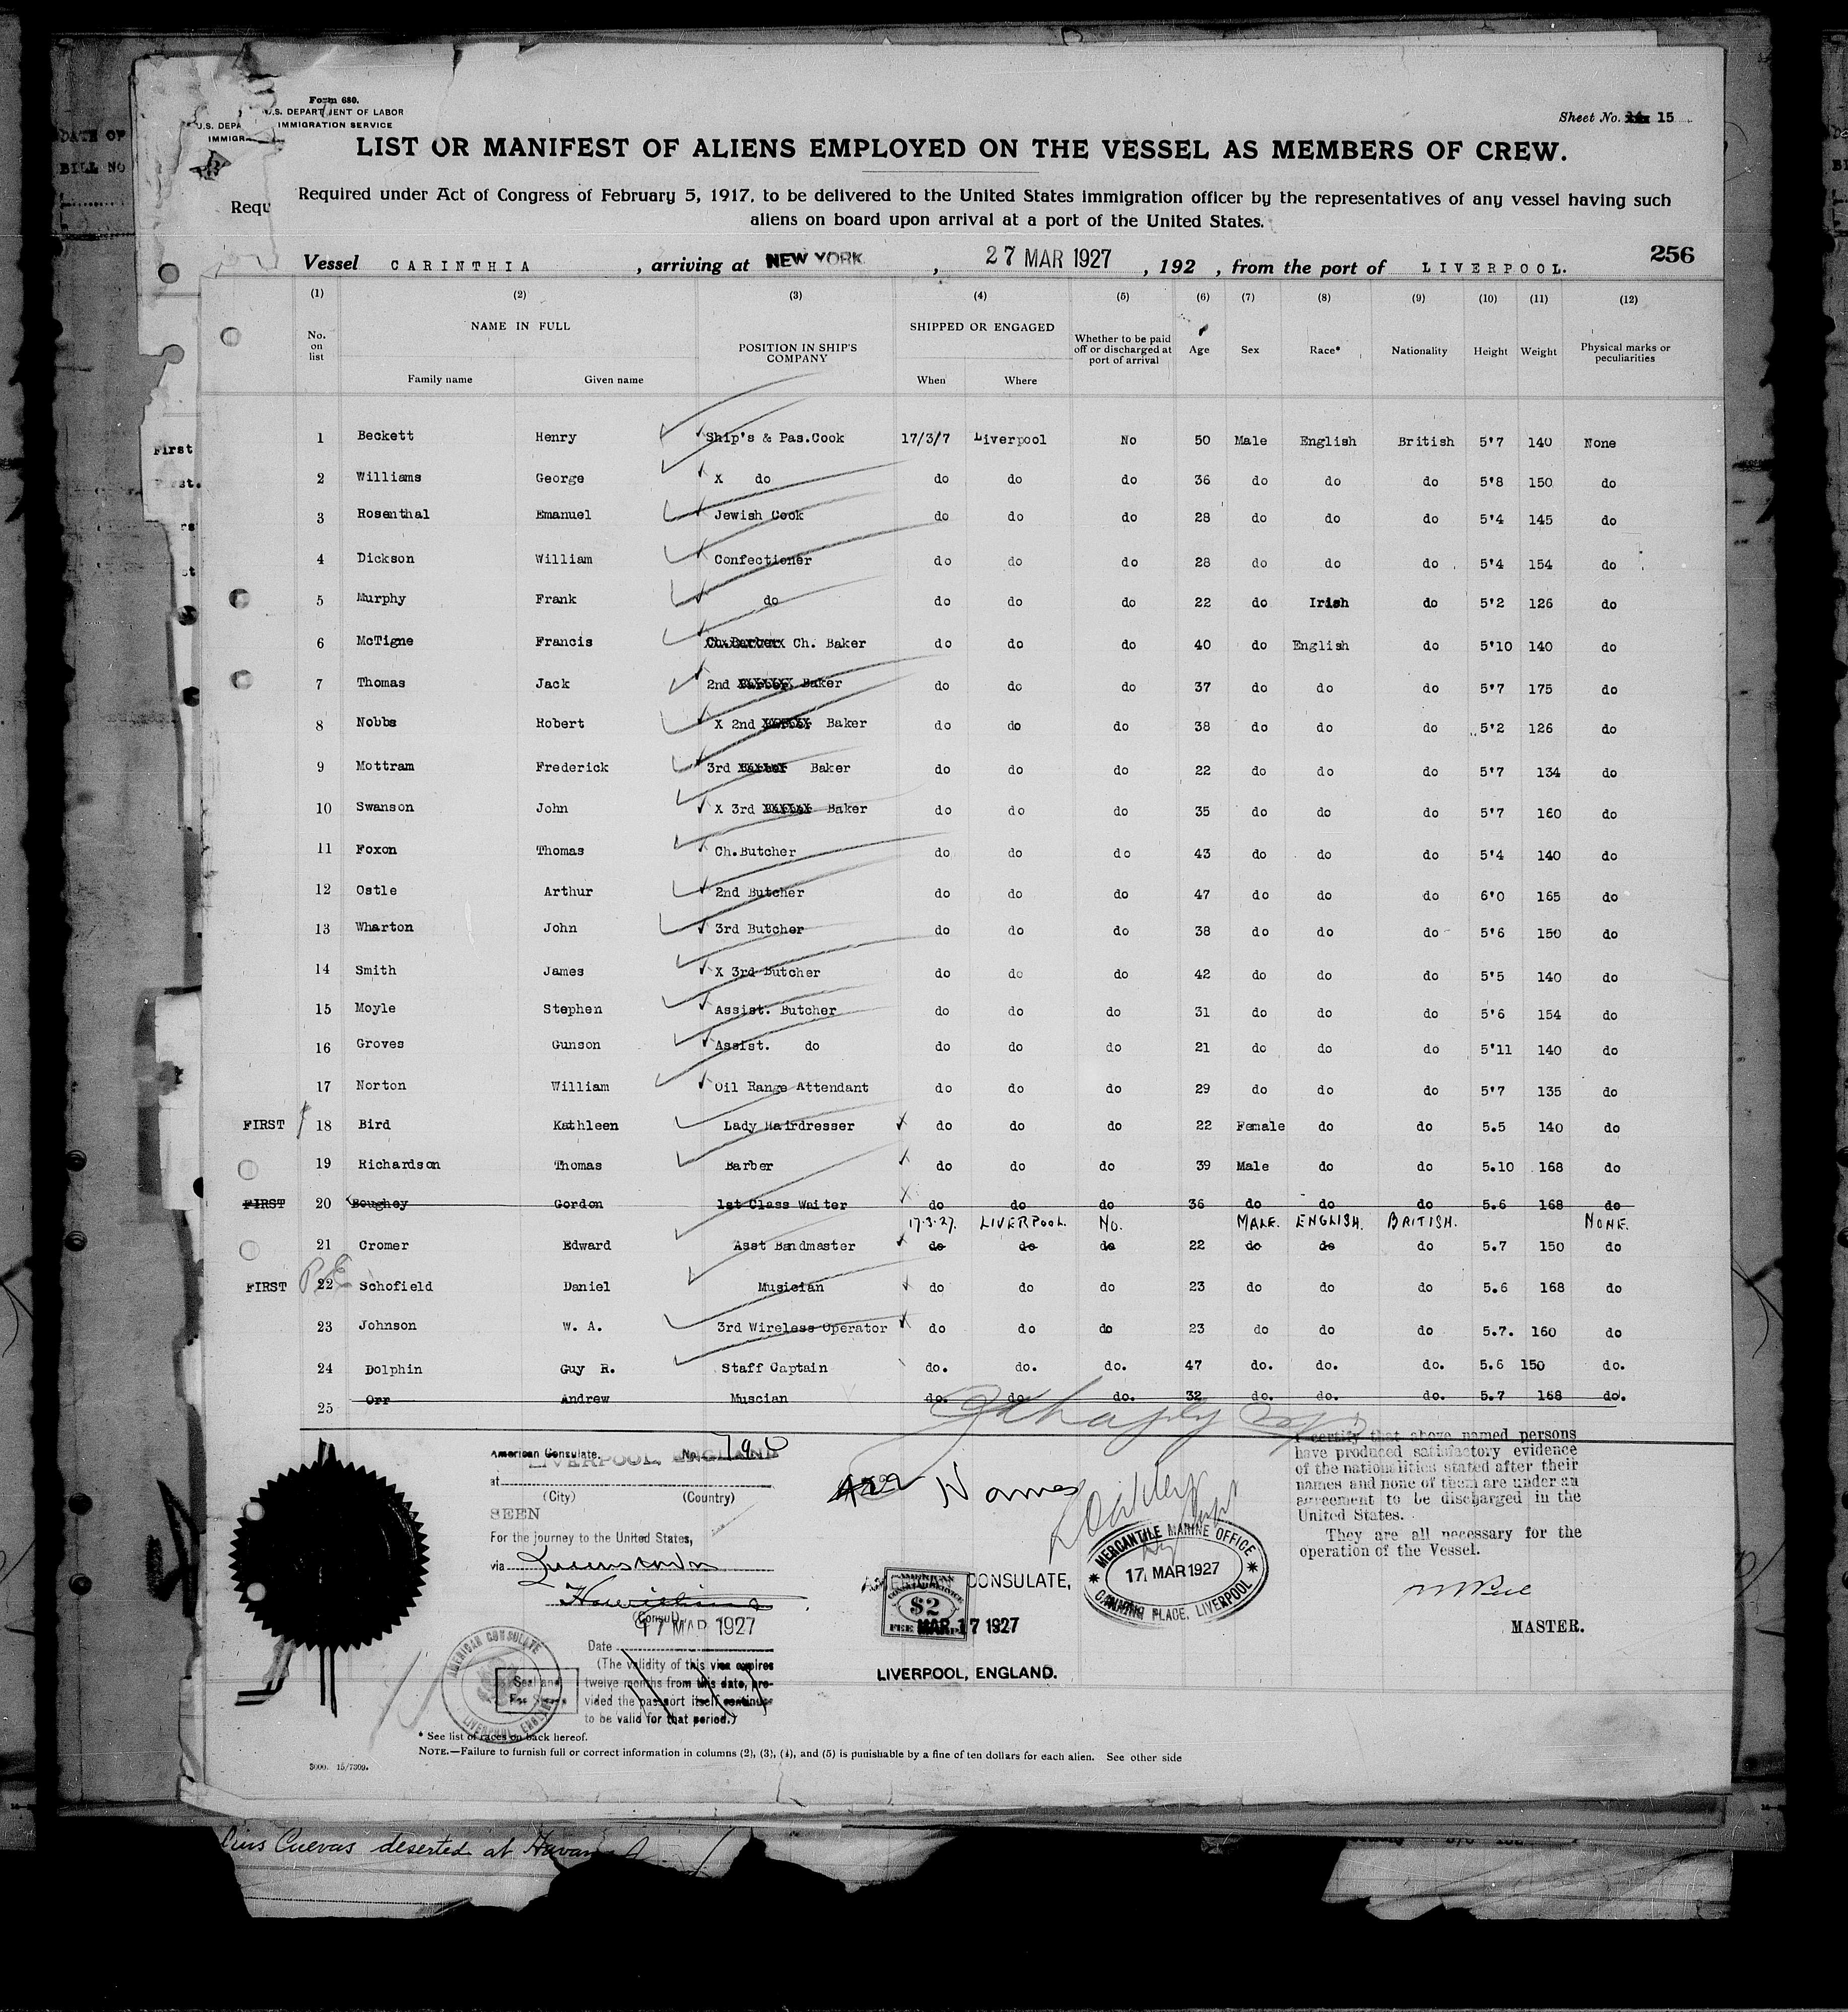 Form 680.
U.S. DEPARTMENT OF LABOR
IMMIGRATION SERVICE
U.S. DEPA
IMMIGRA
Sheet No. 15
LIST OR MANIFEST OF ALIENS EMPLOYED ON THE VESSEL AS MEMBERS OF CREW.
Required under Act of Congress of February 5, 1917, to be delivered to the United States immigration officer by the representatives of any vessel having such
Requ
aliens on board upon arrival at a port of the United States.
DATE OF
BILL NO
256
Vessel CARINTHIA , arriving at NEW YORK , 27 MAR 1927 , 192 , from the port of LIVERPOOL.
(1) (2) (3) (4) (5) (6) (7) (8) (9) (10) (11) (12)
No. on list NAME IN FULL Family name Given name POSITION IN SHIP'S COMPANY SHIPPED OR ENGAGED When Where Whether to be paid off or discharged at port of arrival Age Sex Race* Nationality Height Weight Physical marks or peculiarities
1 Beckett Henry Ship's & Pas.Cook 17/3/7 Liverpool No 50 Male English British 5'7 140 None
2 Williams George X do do do do 36 do do do 5'8 150 do
3 Rosenthal Emanuel Jewish Cook do do do 28 do do do 5'4 145 do
4 Dickson William Confectioner do do do 28 do do do 5'4 154 do
5 Murphy Frank do do do do 22 do Irish do 5'2 126 do
6 McTigne Francis Ch.Barber Ch. Baker do do do 40 do English do 5'10 140 do
7 Thomas Jack 2nd Barber Baker do do do 37 do do do 5'7 175 do
8 Nobbs Robert X 2nd Barber Baker do do do 38 do do do 5'2 126 do
9 Mottram Frederick 3rd Barber Baker do do do 22 do do do 5'7 134 do
10 Swanson John X 3rd Barber Baker do do do 35 do do do 5'7 160 do
11 Foxon Thomas Ch.Butcher do do do 43 do do do 5'4 140 do
12 Ostle Arthur 2nd Butcher do do do 47 do do do 6'0 165 do
13 Wharton John 3rd Butcher do do do 38 do do do 5'6 150 do
14 Smith James X 3rd Butcher do do do 42 do do do 5'5 140 do
15 Moyle Stephen Assist. Butcher do do do 31 do do do 5'6 154 do
16 Groves Gunson Assist. do do do do 21 do do do 5'11 140 do
17 Norton William Oil Range Attendant do do do 29 do do do 5'7 135 do
FIRST 18 Bird Kathleen Lady Hairdresser do do do 22 Female do do 5.5 140 do
19 Richardson Thomas Barber do do do 39 Male do do 5.10 168 do
FIRST 20 Boughey Gordon 1st Class Waiter do do do 36 do do do 5.6 168 do
17.3.27. LIVERPOOL. NO. MALE. ENGLISH. BRITISH. NONE.
21 Cromer Edward Asst Bandmaster do do do 22 do do do 5.7 150 do
FIRST 22 Schofield Daniel Musician do do do 23 do do do 5.6 168 do
23 Johnson W. A. 3rd Wireless Operator do do do 23 do do do 5.7. 160 do
24 Dolphin Guy R. Staff Captain do. do. do. 47 do. do. do. 5.6 150 do.
25 Orr Andrew Muscian do. do do. 32 do. do. do. 5.7 168 do.
American Consulate, No.
LIVERPOOL, ENGLAND
at
(City) (Country)
SEEN
For the journey to the United States,
via Queenstown
(Consul)
17 MAR 1927
Date
(The validity of this visa expires
twelve months from this date, pro-
vided the passport itself continues
to be valid for that period.)
AMERICAN CONSULATE
LIVERPOOL, ENGLAND
Seal and
Fee Stamp
Names
AMERICAN CONSULATE,
$2
FEE
MAR 17 1927
LIVERPOOL, ENGLAND.
MERCANTILE MARINE OFFICE
17 MAR 1927
CANNING PLACE, LIVERPOOL
I certify that above named persons
have produced satisfactory evidence
of the nationalities stated after their
names and none of them are under an
agreement to be discharged in the
United States.
They are all necessary for the
operation of the Vessel.
MASTER.
* See list of races on back hereof.
NOTE.—Failure to furnish full or correct information in columns (2), (3), (4), and (5) is punishable by a fine of ten dollars for each alien. See other side
Cuevas deserted at